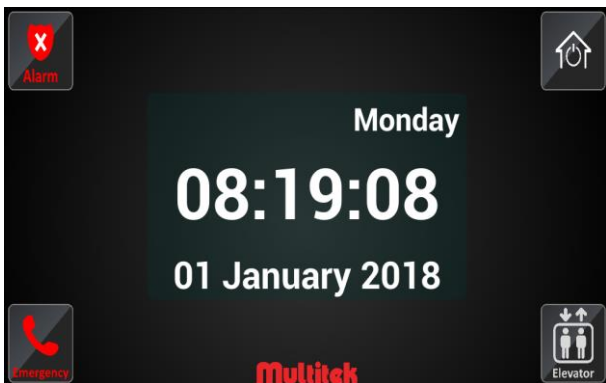 Alarm
Monday
08:19:08
01 January 2018
Emergency
Multitek
Elevator